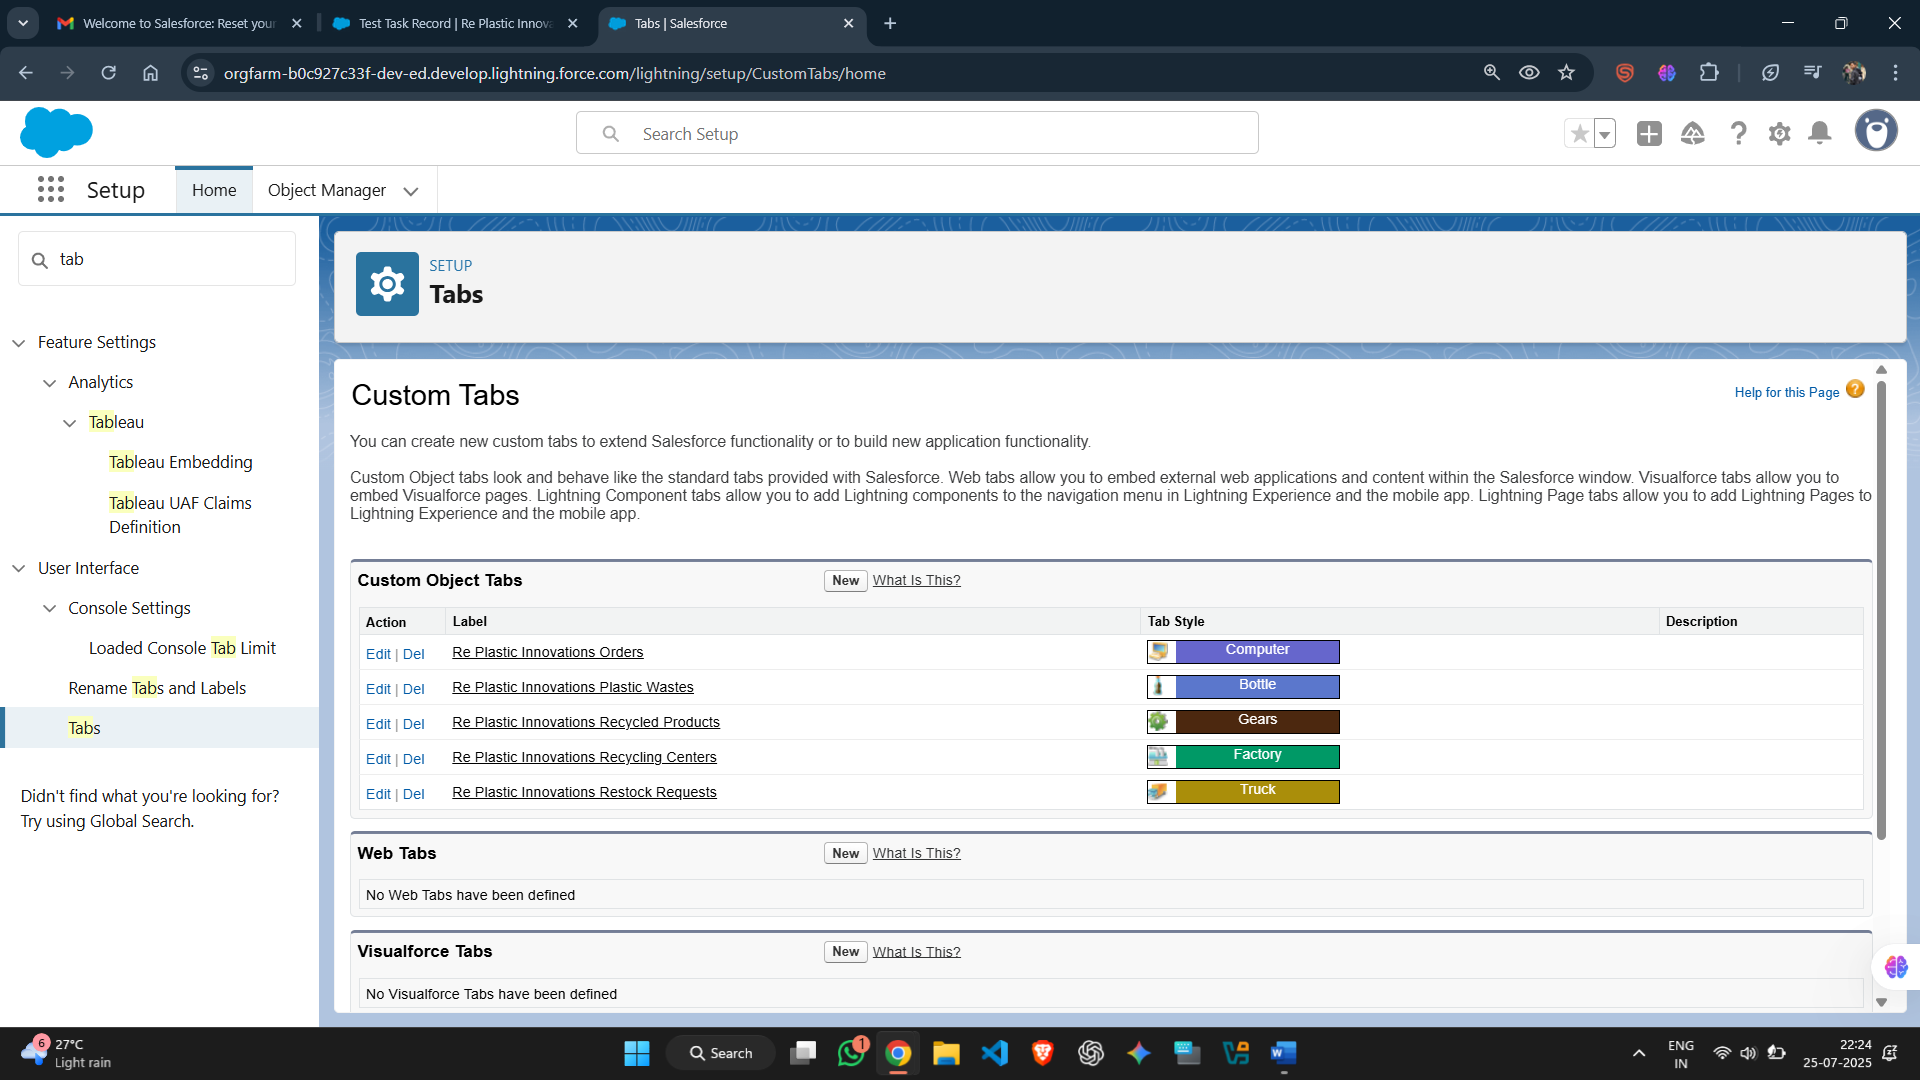 Welcome to Salesforce: Reset your
Test Task Record | Re Plastic Innova
Tabs | Salesforce
orgfarm-b0c927c33f-dev-ed.develop.lightning.force.com/lightning/setup/CustomTabs/home
Search Setup
Setup
Home
Object Manager
tab
Feature Settings
Analytics
Tableau
Tableau Embedding
Tableau UAF Claims
Definition
User Interface
Console Settings
Loaded Console Tab Limit
Rename Tabs and Labels
Tabs
Didn't find what you're looking for?
Try using Global Search.
SETUP
Tabs
Custom Tabs
Help for this Page
You can create new custom tabs to extend Salesforce functionality or to build new application functionality.
Custom Object tabs look and behave like the standard tabs provided with Salesforce. Web tabs allow you to embed external web applications and content within the Salesforce window. Visualforce tabs allow you to
embed Visualforce pages. Lightning Component tabs allow you to add Lightning components to the navigation menu in Lightning Experience and the mobile app. Lightning Page tabs allow you to add Lightning Pages to
Lightning Experience and the mobile app.
Custom Object Tabs New What Is This?
Action Label Tab Style Description
Edit | Del Re Plastic Innovations Orders Computer
Edit | Del Re Plastic Innovations Plastic Wastes Bottle
Edit | Del Re Plastic Innovations Recycled Products Gears
Edit | Del Re Plastic Innovations Recycling Centers Factory
Edit | Del Re Plastic Innovations Restock Requests Truck
Web Tabs New What Is This?
No Web Tabs have been defined
Visualforce Tabs New What Is This?
No Visualforce Tabs have been defined
6
27°C
Light rain
Search
1
ENG
IN
22:24
25-07-2025